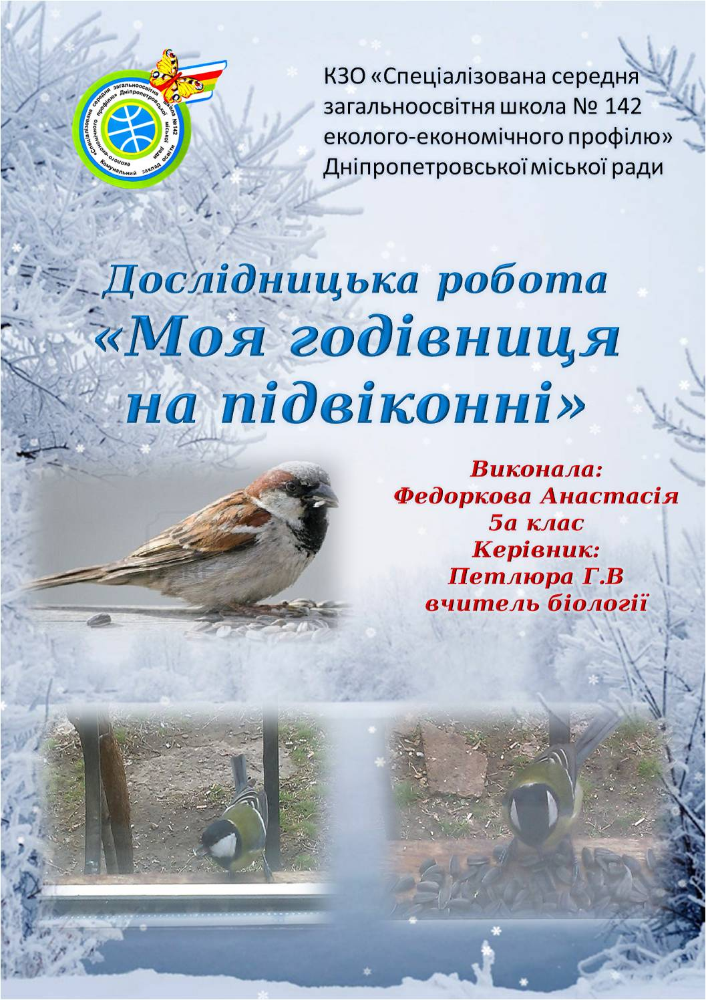 КЗО «Спеціалізована середня
загальноосвітня школа № 142
еколого-економічного профілю»
Дніпропетровської міської ради
«Спеціалізована середня загальноосвітня школа №142
еколого-економічного профілю» Дніпропетровської міської ради
Комунальний заклад освіти
Дослідницька робота
«Моя годівниця
на підвіконні»
Виконала:
Федоркова Анастасія
5а клас
Керівник:
Петлюра Г.В
вчитель біології